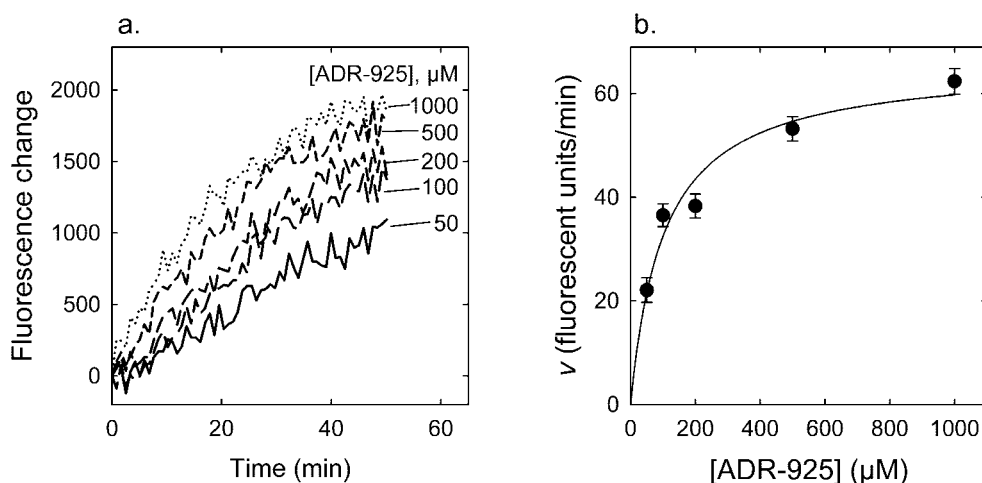 a.
[ADR-925], µM
2000
1500
1000
500
0
1000
500
200
100
50
Fluorescence change
0 20 40 60
Time (min)
b.
60
40
20
0
v (fluorescent units/min)
0 200 400 600 800 1000
[ADR-925] (µM)